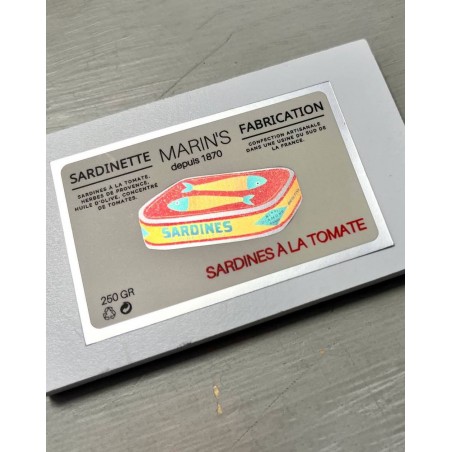 SARDINETTE
SARDINES À LA TOMATE.
HERBES DE PROVENCE,
HUILE D'OLIVE, CONCENTRE
DE TOMATES.
MARIN'S
depuis 1870
FABRICATION
CONFECTION ARTISANALE
DANS UNE USINE DU SUD DE
LA FRANCE.
SARDINES
SARDINES À LA TOMATE
250 GR